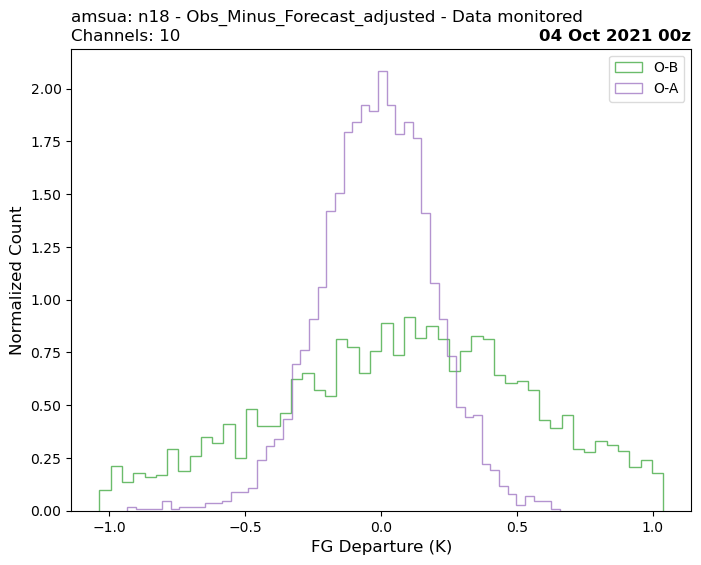 amsua: n18 - Obs_Minus_Forecast_adjusted - Data monitored
Channels: 10
04 Oct 2021 00z
O-B
O-A
Normalized Count
2.00
1.75
1.50
1.25
1.00
0.75
0.50
0.25
0.00
−1.0
−0.5
0.0
0.5
1.0
FG Departure (K)